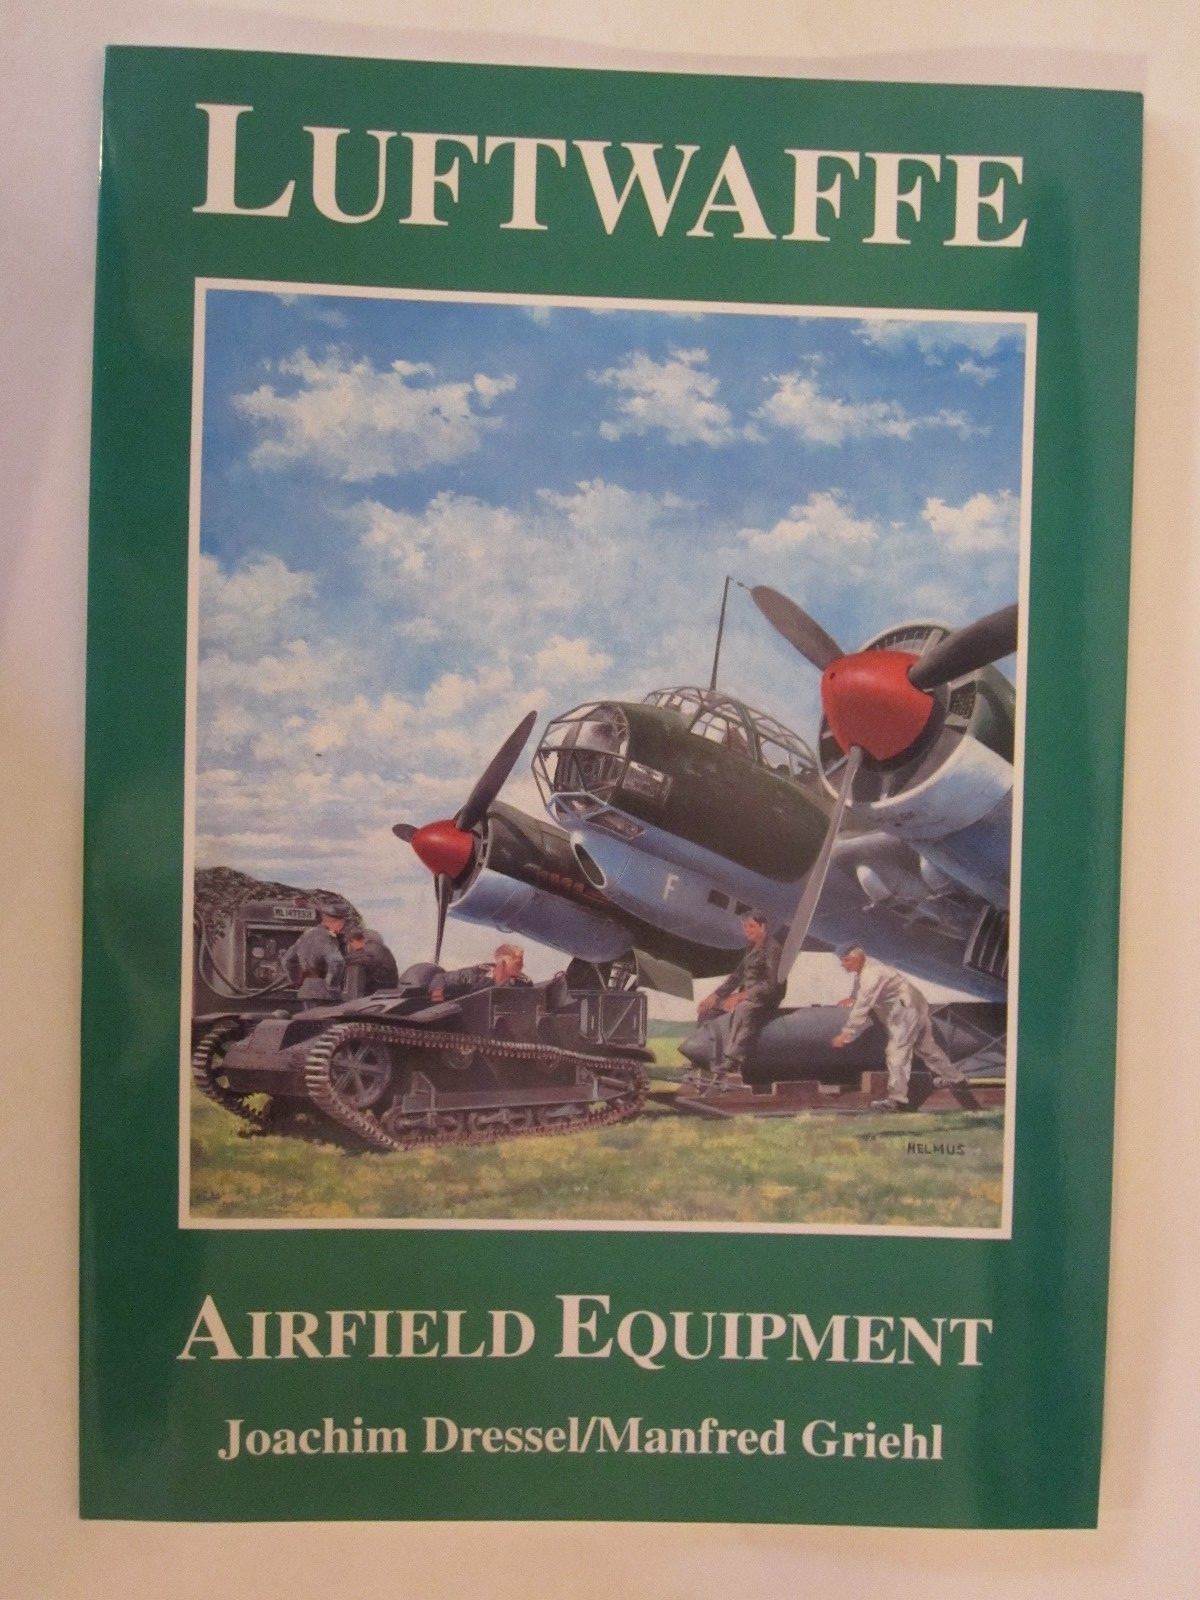 LUFTWAFFE
F
HELMUS
AIRFIELD EQUIPMENT
Joachim Dressel/Manfred Griehl